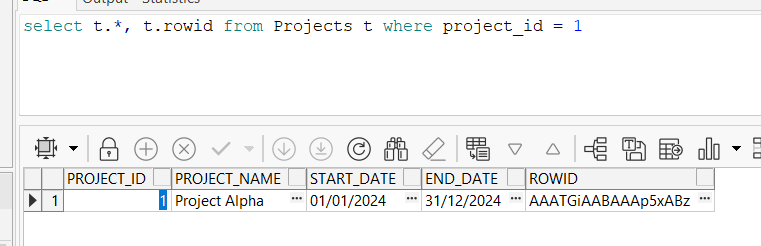 Output Statistics
select t.*, t.rowid from Projects t where project_id = 1
PROJECT_ID PROJECT_NAME START_DATE END_DATE ROWID
1 1 Project Alpha ··· 01/01/2024 ··· 31/12/2024 ··· AAATGiAABAAAp5xABz ···